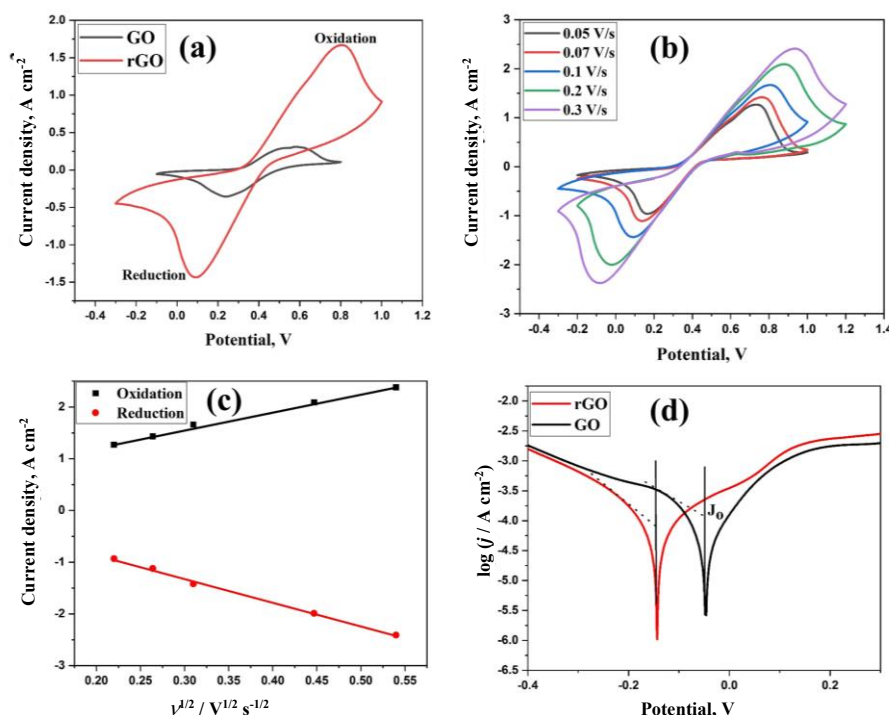 (a)
GO
rGO
Oxidation
Reduction
Current density, A cm-2
2.0
1.5
1.0
0.5
0.0
-0.5
-1.0
-1.5
-0.4 -0.2 0.0 0.2 0.4 0.6 0.8 1.0 1.2
Potential, V
(b)
0.05 V/s
0.07 V/s
0.1 V/s
0.2 V/s
0.3 V/s
Current density, A cm-2
3
2
1
0
-1
-2
-3
-0.4 -0.2 0.0 0.2 0.4 0.6 0.8 1.0 1.2 1.4
Potential, V
(c)
Oxidation
Reduction
Current density, A cm-2
2
1
-1
-2
-3
0.20 0.25 0.30 0.35 0.40 0.45 0.50 0.55
ν1/2 / V1/2 s-1/2
(d)
rGO
GO
Jo
log (j / A cm-2)
-2.0
-2.5
-3.0
-3.5
-4.0
-4.5
-5.0
-5.5
-6.0
-6.5
-0.4 -0.2 0.0 0.2
Potential, V